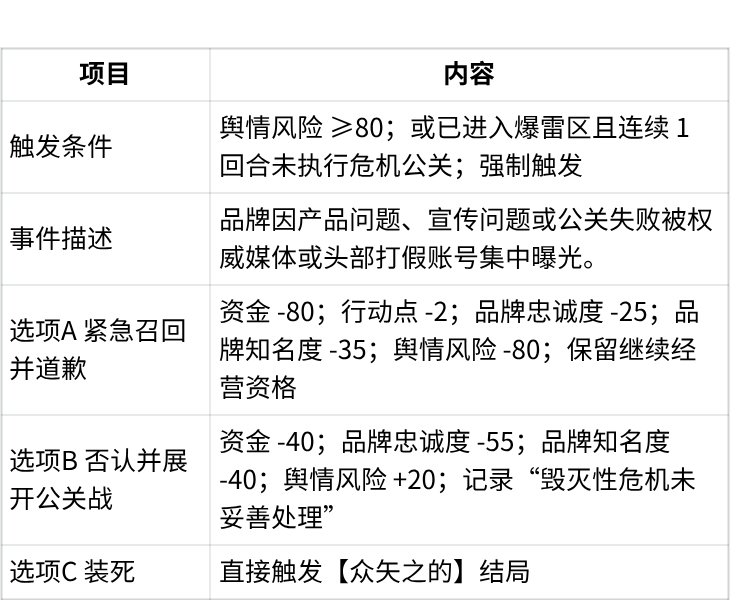 项目
内容
触发条件
舆情风险 ≥80；或已进入爆雷区且连续 1
回合未执行危机公关；强制触发
事件描述
品牌因产品问题、宣传问题或公关失败被权
威媒体或头部打假账号集中曝光。
选项A 紧急召回
并道歉
资金 -80；行动点 -2；品牌忠诚度 -25；品
牌知名度 -35；舆情风险 -80；保留继续经
营资格
选项B 否认并展
开公关战
资金 -40；品牌忠诚度 -55；品牌知名度
-40；舆情风险 +20；记录“毁灭性危机未
妥善处理”
选项C 装死
直接触发【众矢之的】结局